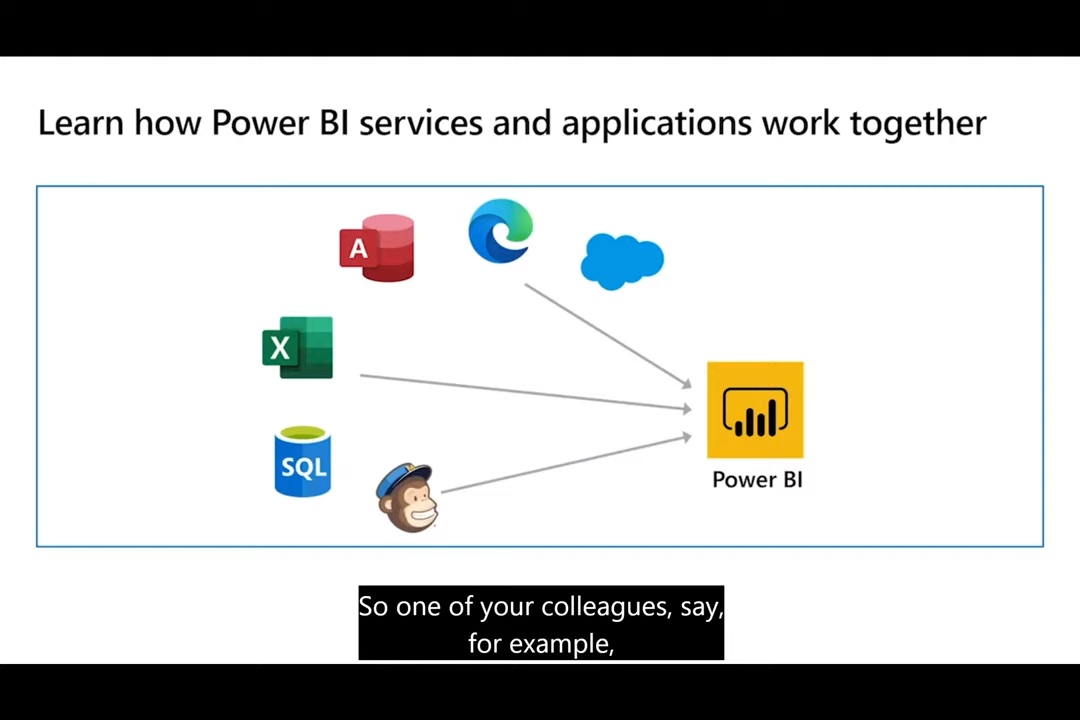 Learn how Power BI services and applications work together
A
X
SQL
Power BI
So one of your colleagues, say,
for example,